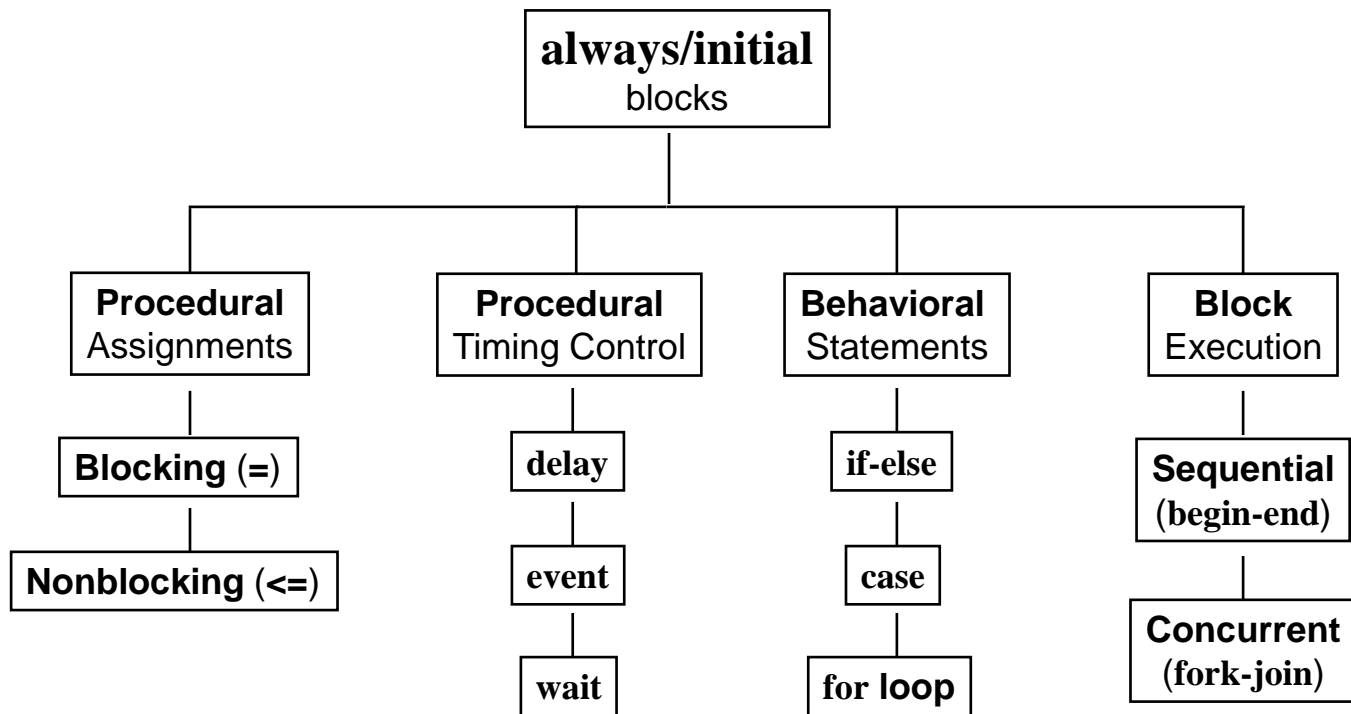 always/initial
blocks
Procedural
Assignments
Blocking (=)
Nonblocking (<=)
Procedural
Timing Control
delay
event
wait
Behavioral
Statements
if-else
case
for loop
Block
Execution
Sequential
(begin-end)
Concurrent
(fork-join)